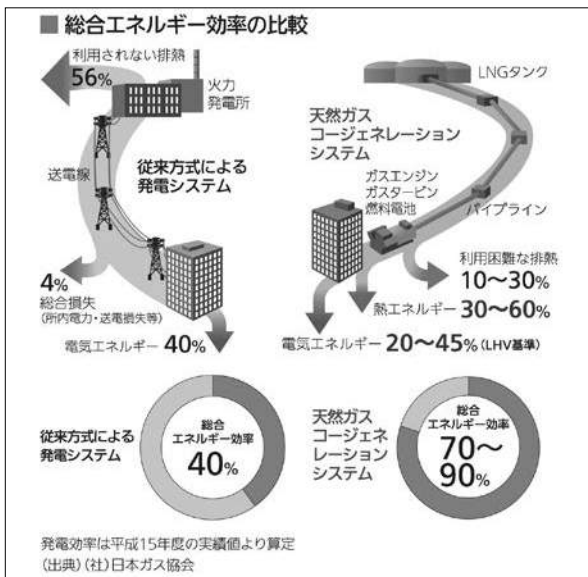 ■ 総合エネルギー効率の比較
利用されない排熱
56%
火力
発電所
送電線
従来方式による
発電システム
4%
総合損失
(所内電力・送電損失等)
電気エネルギー 40%
LNGタンク
天然ガス
コージェネレーション
システム
ガスエンジン
ガスタービン
燃料電池
パイプライン
利用困難な排熱
10〜30%
熱エネルギー 30〜60%
電気エネルギー 20〜45% (LHV基準)
従来方式による
発電システム
総合
エネルギー効率
40%
天然ガス
コージェネ
レーション
システム
総合
エネルギー効率
70〜
90%
発電効率は平成15年度の実績値より算定
(出典)(社)日本ガス協会